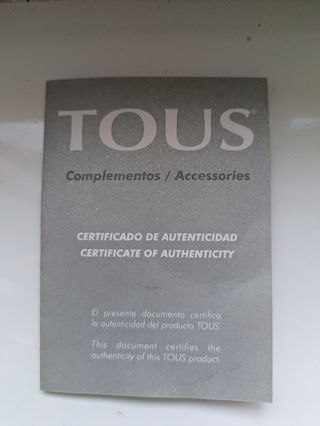 TOUS®
Complementos / Accessories
CERTIFICADO DE AUTENTICIDAD
CERTIFICATE OF AUTHENTICITY
El presente documento certifica
la autenticidad del producto TOUS.
This document certifies the
authenticity of this TOUS product.